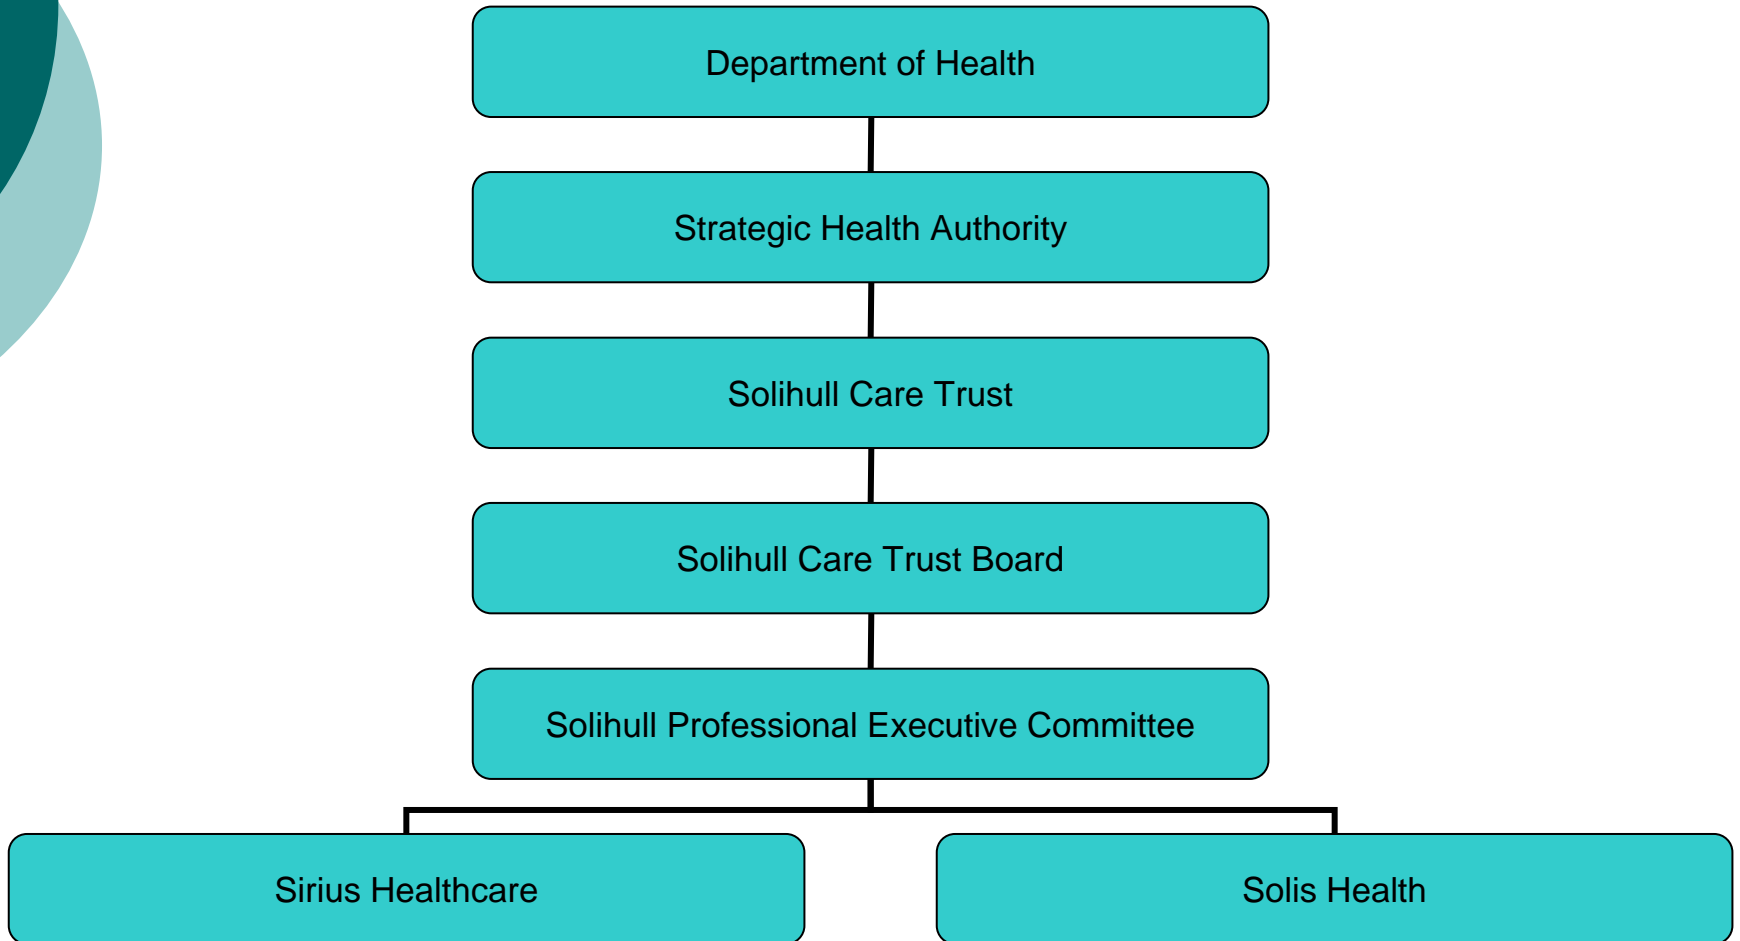 Department of Health
Strategic Health Authority
Solihull Care Trust
Solihull Care Trust Board
Solihull Professional Executive Committee
Sirius Healthcare
Solis Health